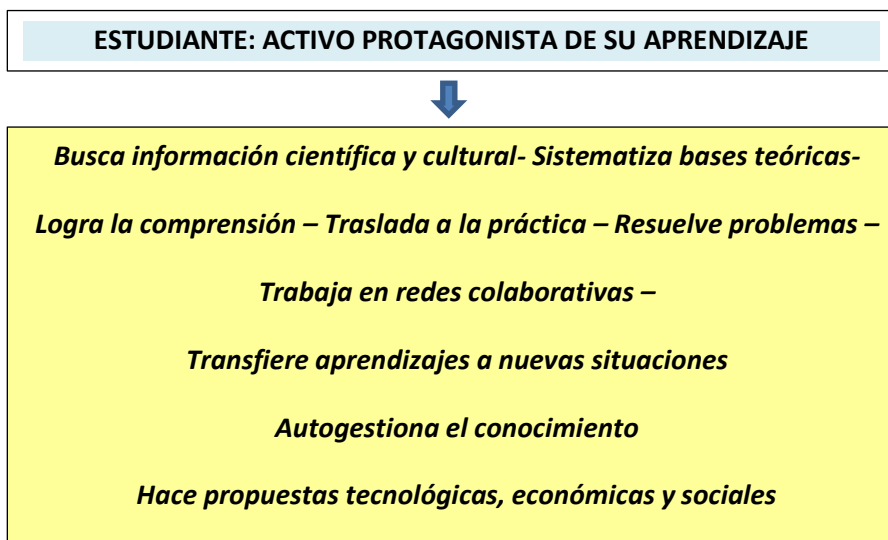 ESTUDIANTE: ACTIVO PROTAGONISTA DE SU APRENDIZAJE
Busca información científica y cultural- Sistematiza bases teóricas-
Logra la comprensión – Traslada a la práctica – Resuelve problemas –
Trabaja en redes colaborativas –
Transfiere aprendizajes a nuevas situaciones
Autogestiona el conocimiento
Hace propuestas tecnológicas, económicas y sociales